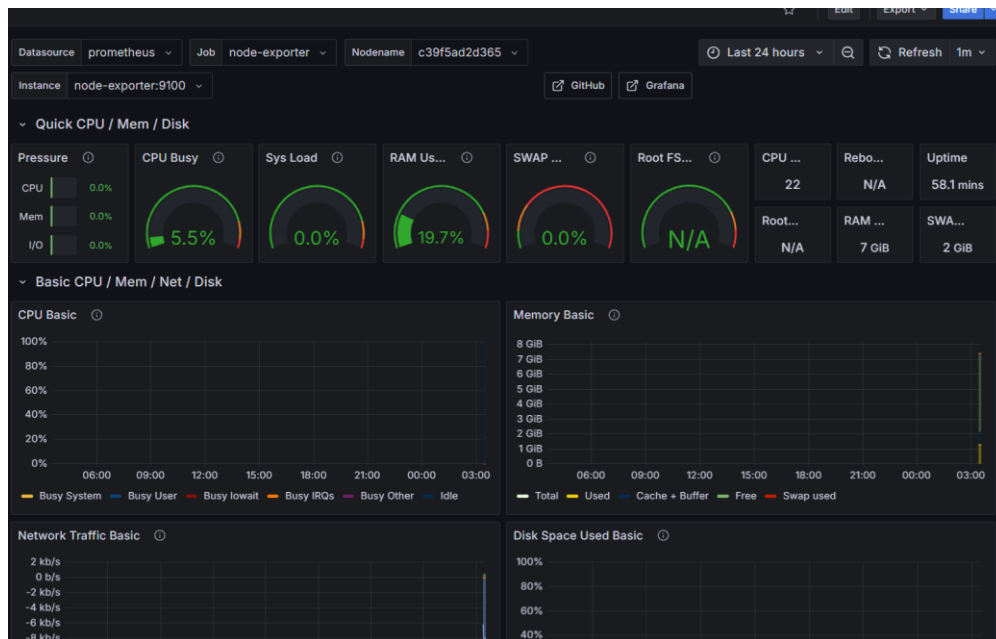 Edit Export Share
Datasource prometheus Job node-exporter Nodename c39f5ad2d365 Last 24 hours Refresh 1m
Instance node-exporter:9100 GitHub Grafana
Quick CPU / Mem / Disk
Pressure CPU Busy Sys Load RAM Us... SWAP ... Root FS... CPU ... Rebo... Uptime
CPU 0.0% 22 N/A 58.1 mins
Mem 0.0%
Root... RAM ... SWA...
5.5% 0.0% 19.7% 0.0% N/A
I/O 0.0% N/A 7 GiB 2 GiB
Basic CPU / Mem / Net / Disk
CPU Basic
100%
80%
60%
40%
20%
0%
06:00 09:00 12:00 15:00 18:00 21:00 00:00 03:00
Busy System Busy User Busy Iowait Busy IRQs Busy Other Idle
Memory Basic
8 GiB
7 GiB
6 GiB
5 GiB
4 GiB
3 GiB
2 GiB
1 GiB
0 B
06:00 09:00 12:00 15:00 18:00 21:00 00:00 03:00
Total Used Cache + Buffer Free Swap used
Network Traffic Basic
2 kb/s
0 b/s
-2 kb/s
-4 kb/s
-6 kb/s
-8 kb/s
Disk Space Used Basic
100%
80%
60%
40%